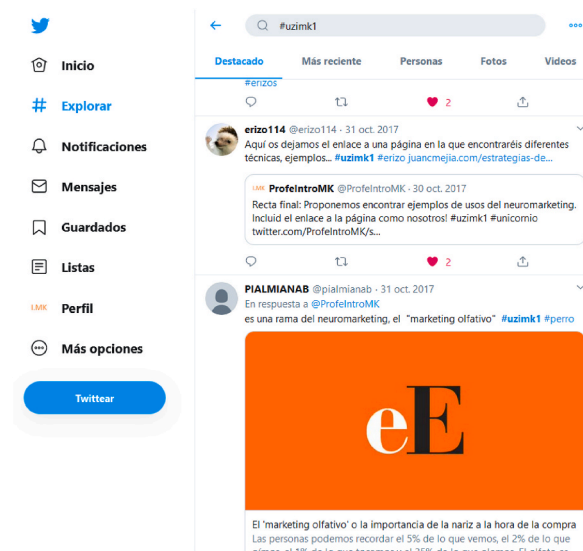 #uzimk1
Inicio
Explorar
Notificaciones
Mensajes
Guardados
Listas
Perfil
Más opciones
Twittear
Destacado
Más reciente
Personas
Fotos
Videos
#erizos
2
erizo114 @erizo114 · 31 oct. 2017
Aquí os dejamos el enlace a una página en la que encontraréis diferentes
técnicas, ejemplos... #uzimk1 #erizo juancmejia.com/estrategias-de...
I.MK ProfeIntroMK @ProfeIntroMK · 30 oct. 2017
Recta final: Proponemos encontrar ejemplos de usos del neuromarketing.
Incluid el enlace a la página como nosotros! #uzimk1 #unicornio
twitter.com/ProfeIntroMK/s...
2
PIALMIANAB @pialmianab · 31 oct. 2017
En respuesta a @ProfeIntroMK
es una rama del neuromarketing, el "marketing olfativo" #uzimk1 #perro
eE
El 'marketing olfativo' o la importancia de la nariz a la hora de la compra
Las personas podemos recordar el 5% de lo que vemos, el 2% de lo que